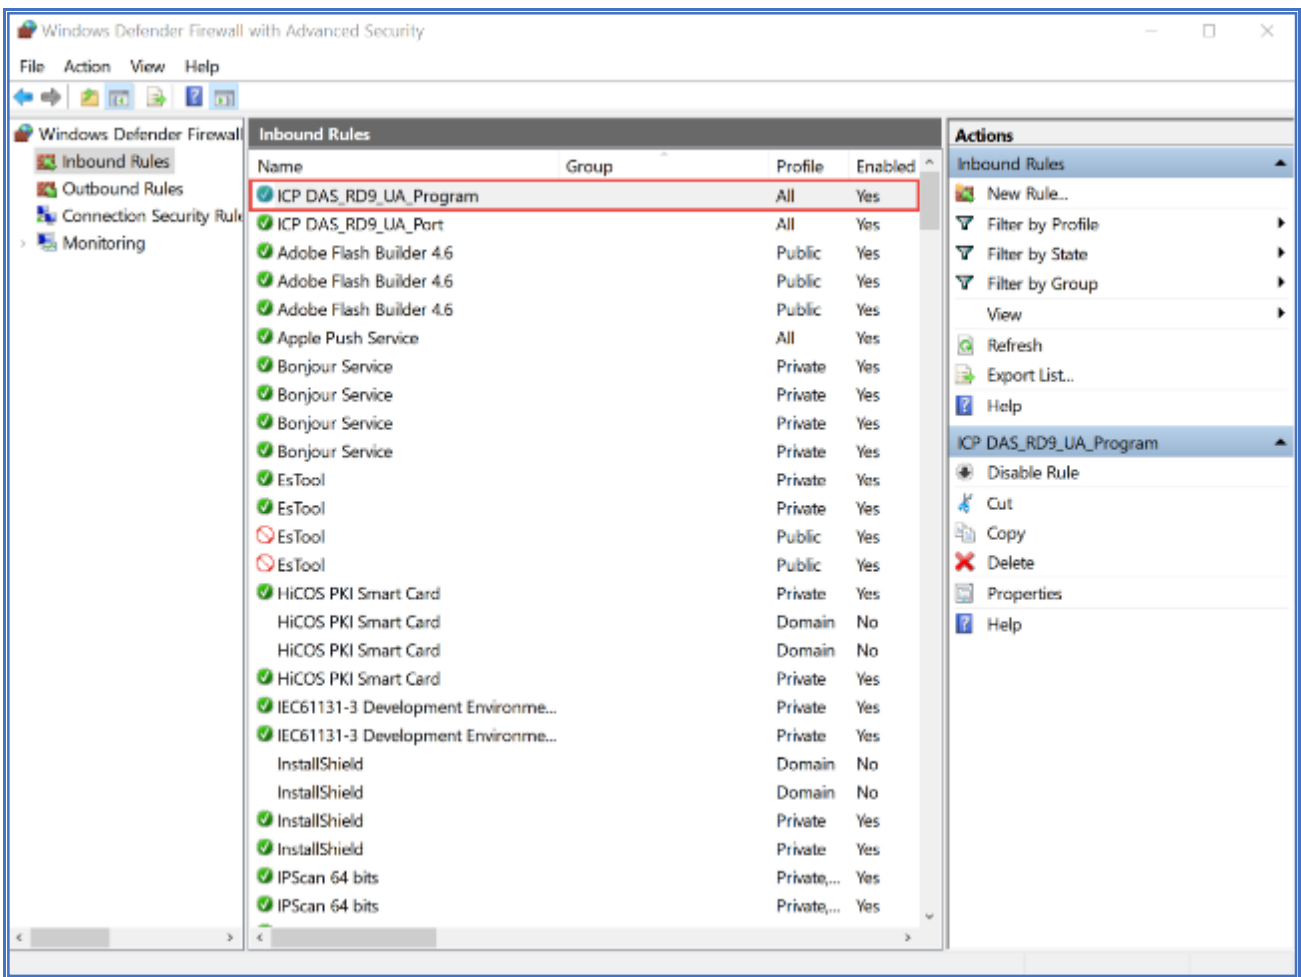 Windows Defender Firewall with Advanced Security
File Action View Help
Windows Defender Firewall
Inbound Rules
Outbound Rules
Connection Security Rule
Monitoring
Inbound Rules
Name Group Profile Enabled
ICP DAS_RD9_UA_Program All Yes
ICP DAS_RD9_UA_Port All Yes
Adobe Flash Builder 4.6 Public Yes
Adobe Flash Builder 4.6 Public Yes
Adobe Flash Builder 4.6 Public Yes
Apple Push Service All Yes
Bonjour Service Private Yes
Bonjour Service Private Yes
Bonjour Service Private Yes
Bonjour Service Private Yes
EsTool Private Yes
EsTool Private Yes
EsTool Public Yes
EsTool Public Yes
HiCOS PKI Smart Card Private Yes
HiCOS PKI Smart Card Domain No
HiCOS PKI Smart Card Domain No
HiCOS PKI Smart Card Private Yes
IEC61131-3 Development Environme... Private Yes
IEC61131-3 Development Environme... Private Yes
InstallShield Domain No
InstallShield Domain No
InstallShield Private Yes
InstallShield Private Yes
IPScan 64 bits Private,... Yes
IPScan 64 bits Private,... Yes
Actions
Inbound Rules
New Rule...
Filter by Profile
Filter by State
Filter by Group
View
Refresh
Export List...
Help
ICP DAS_RD9_UA_Program
Disable Rule
Cut
Copy
Delete
Properties
Help